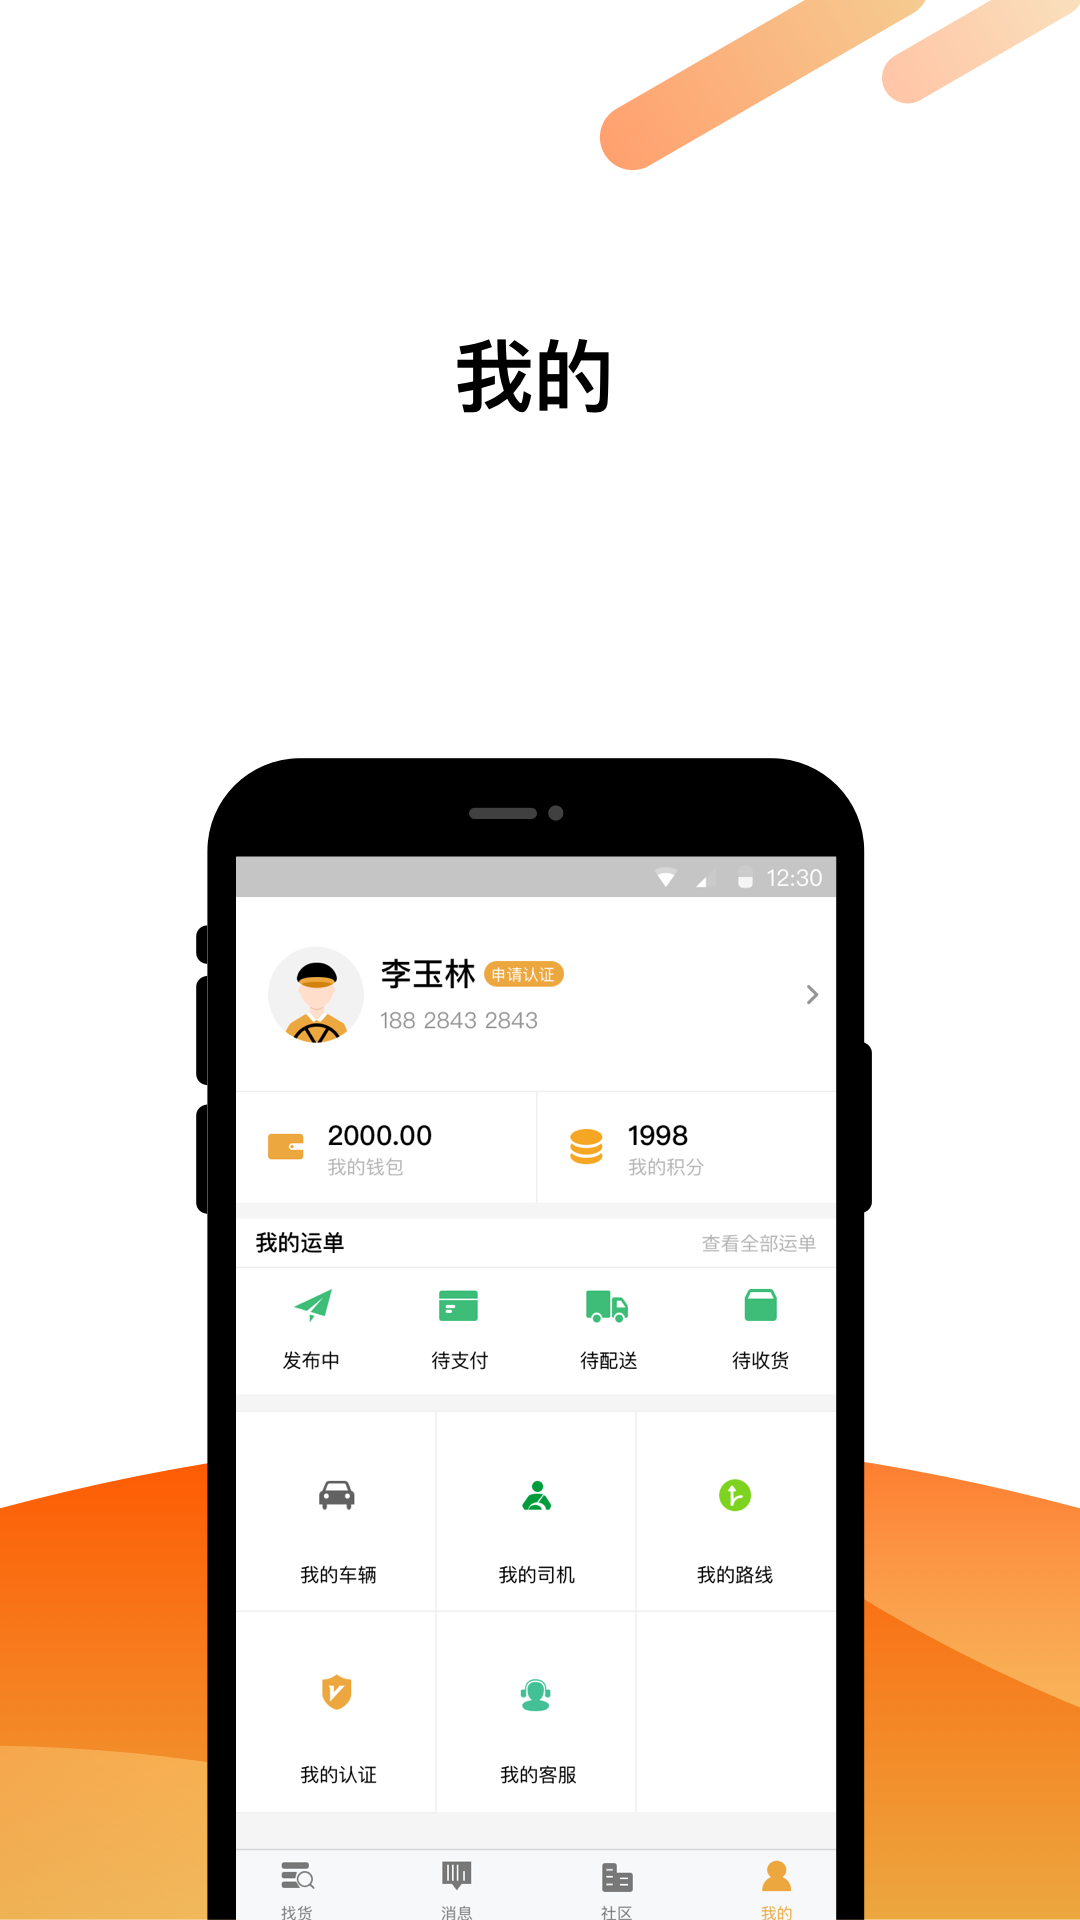 我的
12:30
李玉林 申请认证
188 2843 2843
2000.00
我的钱包
1998
我的积分
我的运单 查看全部运单
发布中 待支付 待配送 待收货
我的车辆 我的司机 我的路线
我的认证 我的客服
找货 消息 社区 我的